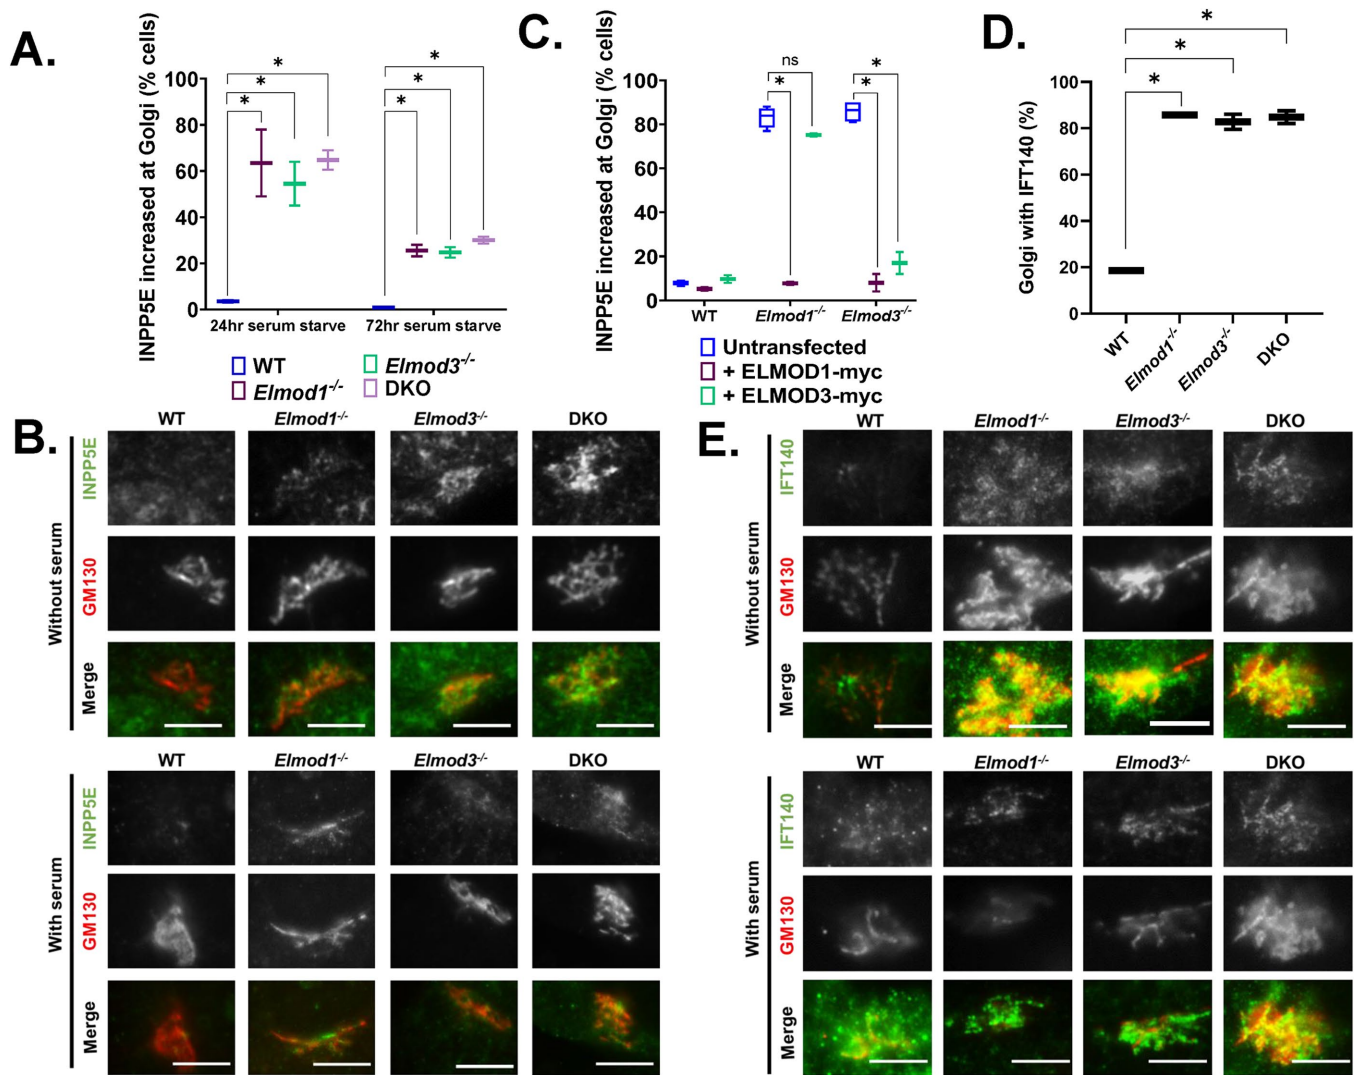 A.
INPP5E increased at Golgi (% cells)
100
80
60
40
20
0
* * *
* * *
24hr serum starve 72hr serum starve
WT Elmod3-/-
Elmod1-/- DKO
C.
INPP5E increased at Golgi (% cells)
100
80
60
40
20
0
ns
*
*
*
WT Elmod1-/- Elmod3-/-
Untransfected
+ ELMOD1-myc
+ ELMOD3-myc
D.
Golgi with IFT140 (%)
100
80
60
40
20
0
*
*
*
WT Elmod1-/- Elmod3-/- DKO
B.
WT Elmod1-/- Elmod3-/- DKO
Without serum
INPP5E
GM130
Merge
WT Elmod1-/- Elmod3-/- DKO
With serum
INPP5E
GM130
Merge
E.
WT Elmod1-/- Elmod3-/- DKO
Without serum
IFT140
GM130
Merge
WT Elmod1-/- Elmod3-/- DKO
With serum
IFT140
GM130
Merge